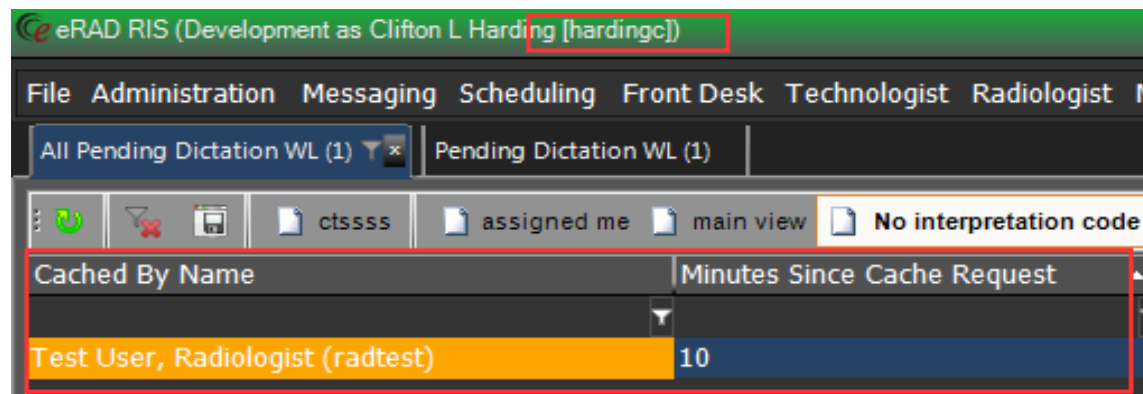 eRAD RIS (Development as Clifton L Harding [hardingc])
File Administration Messaging Scheduling Front Desk Technologist Radiologist
All Pending Dictation WL (1) Pending Dictation WL (1)
ctssss assigned me main view No interpretation code
Cached By Name Minutes Since Cache Request
Test User, Radiologist (radtest) 10